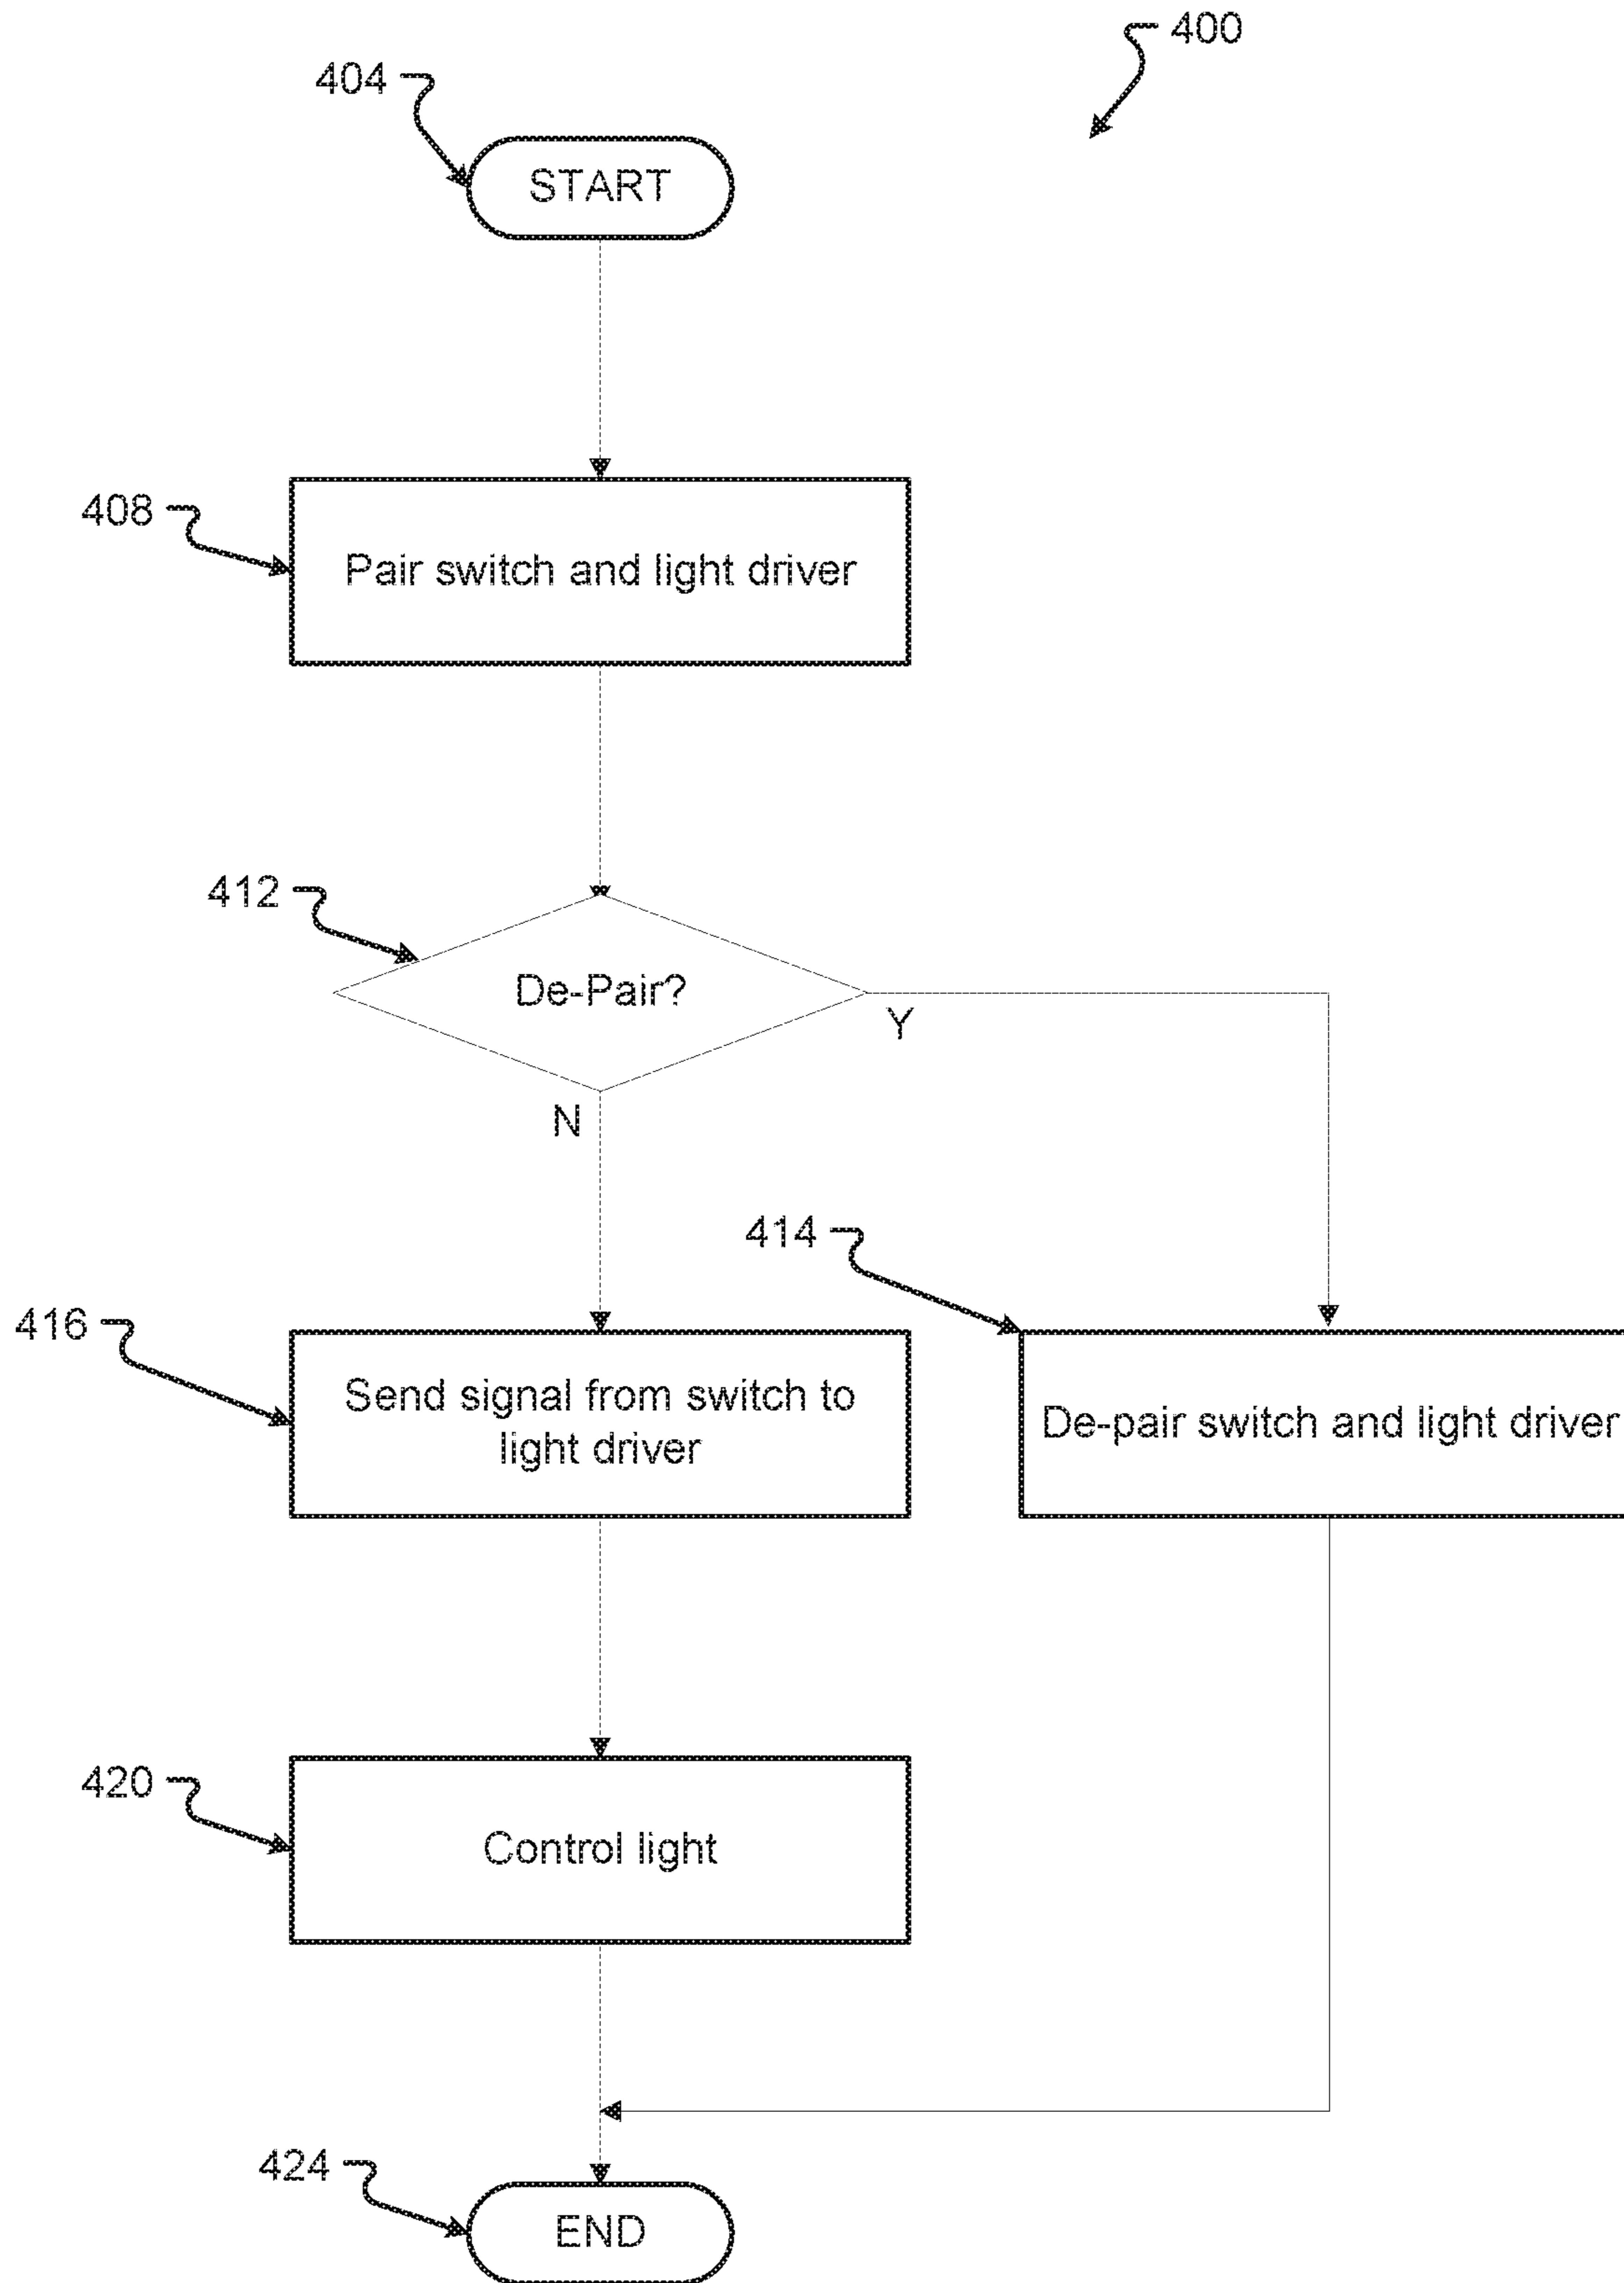 400
404
START
408
Pair switch and light driver
412
De-Pair?
Y
N
414
416
Send signal from switch to
light driver
De-pair switch and light driver
420
Control light
424
END